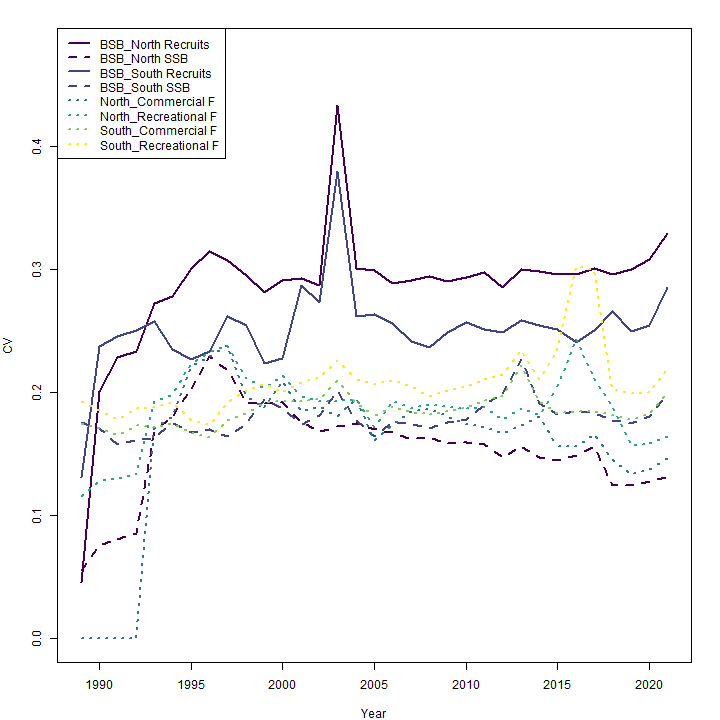 BSB_North Recruits
BSB_North SSB
BSB_South Recruits
BSB_South SSB
North_Commercial F
North_Recreational F
South_Commercial F
South_Recreational F
CV
0.4
0.3
0.2
0.1
0.0
1990 1995 2000 2005 2010 2015 2020
Year